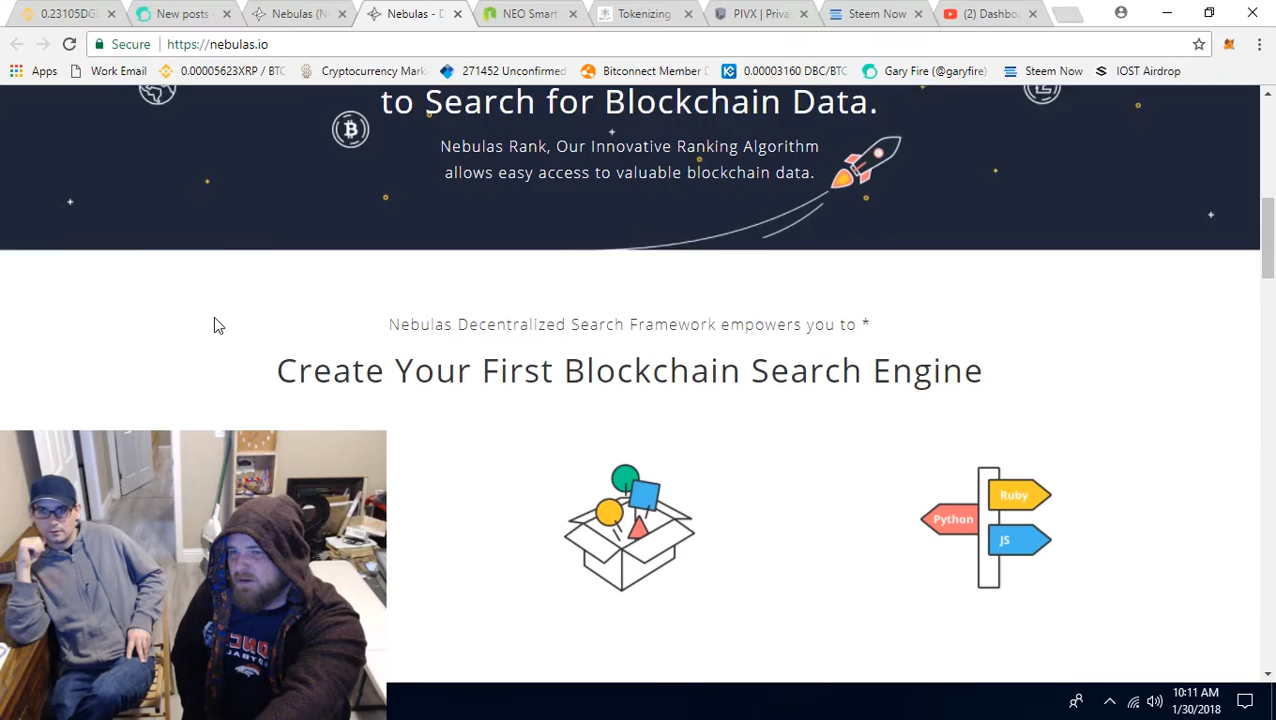 0.23105DG
New posts -
Nebulas (N
Nebulas - D
NEO Smart
Tokenizing
PIVX | Priva
Steem Now
(2) Dashbo
Secure
https://nebulas.io
Apps
Work Email
0.00005623XRP / BTC
Cryptocurrency Mark
271452 Unconfirmed
Bitconnect Member D
0.00003160 DBC/BTC
Gary Fire (@garyfire)
Steem Now
IOST Airdrop
to Search for Blockchain Data.
Nebulas Rank, Our Innovative Ranking Algorithm
allows easy access to valuable blockchain data.
Nebulas Decentralized Search Framework empowers you to *
Create Your First Blockchain Search Engine
Ruby
Python
JS
10:11 AM
1/30/2018